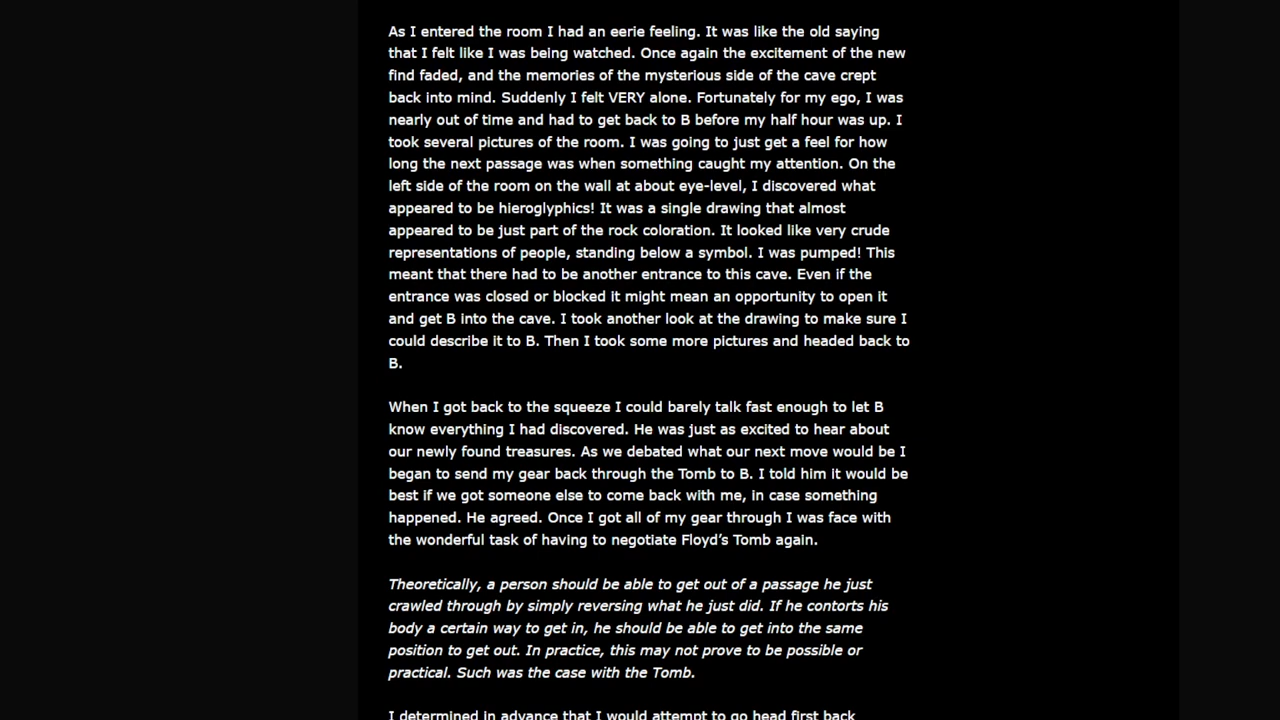 As I entered the room I had an eerie feeling. It was like the old saying
that I felt like I was being watched. Once again the excitement of the new
find faded, and the memories of the mysterious side of the cave crept
back into mind. Suddenly I felt VERY alone. Fortunately for my ego, I was
nearly out of time and had to get back to B before my half hour was up. I
took several pictures of the room. I was going to just get a feel for how
long the next passage was when something caught my attention. On the
left side of the room on the wall at about eye-level, I discovered what
appeared to be hieroglyphics! It was a single drawing that almost
appeared to be just part of the rock coloration. It looked like very crude
representations of people, standing below a symbol. I was pumped! This
meant that there had to be another entrance to this cave. Even if the
entrance was closed or blocked it might mean an opportunity to open it
and get B into the cave. I took another look at the drawing to make sure I
could describe it to B. Then I took some more pictures and headed back to
B.
When I got back to the squeeze I could barely talk fast enough to let B
know everything I had discovered. He was just as excited to hear about
our newly found treasures. As we debated what our next move would be I
began to send my gear back through the Tomb to B. I told him it would be
best if we got someone else to come back with me, in case something
happened. He agreed. Once I got all of my gear through I was face with
the wonderful task of having to negotiate Floyd’s Tomb again.
Theoretically, a person should be able to get out of a passage he just
crawled through by simply reversing what he just did. If he contorts his
body a certain way to get in, he should be able to get into the same
position to get out. In practice, this may not prove to be possible or
practical. Such was the case with the Tomb.
I determined in advance that I would attempt to go head first back